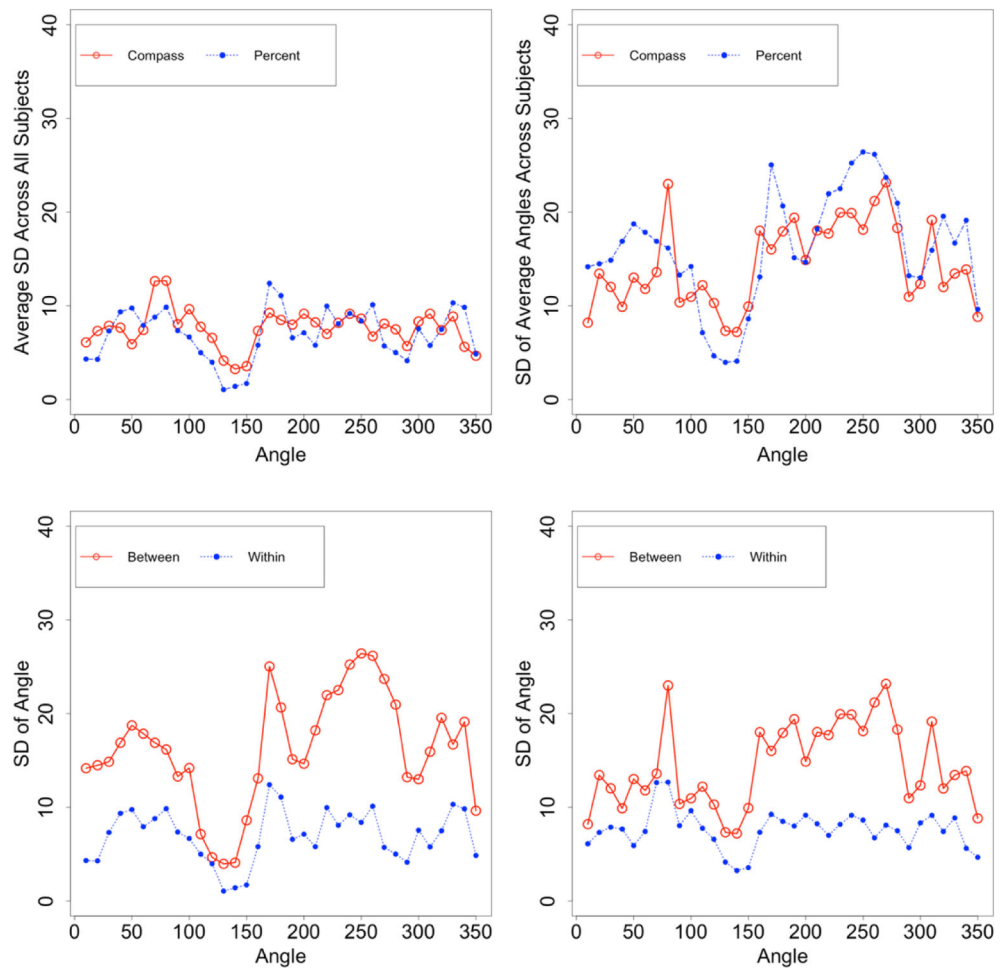 Average SD Across All Subjects
40
30
20
10
0
Compass Percent
0 50 100 150 200 250 300 350
Angle
SD of Average Angles Across Subjects
40
30
20
10
0
Compass Percent
0 50 100 150 200 250 300 350
Angle
SD of Angle
40
30
20
10
0
Between Within
0 50 100 150 200 250 300 350
Angle
SD of Angle
40
30
20
10
0
Between Within
0 50 100 150 200 250 300 350
Angle